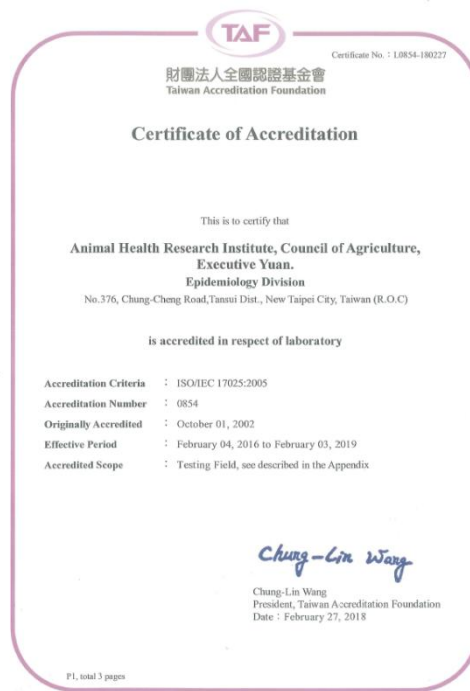 TAF
Certificate No.：L0854-180227
財團法人全國認證基金會
Taiwan Accreditation Foundation
Certificate of Accreditation
This is to certify that
Animal Health Research Institute, Council of Agriculture,
Executive Yuan.
Epidemiology Division
No.376, Chung-Cheng Road,Tansui Dist., New Taipei City, Taiwan (R.O.C)
is accredited in respect of laboratory
Accreditation Criteria : ISO/IEC 17025:2005
Accreditation Number : 0854
Originally Accredited : October 01, 2002
Effective Period : February 04, 2016 to February 03, 2019
Accredited Scope : Testing Field, see described in the Appendix
Chung-Lin Wang
Chung-Lin Wang
President, Taiwan Accreditation Foundation
Date：February 27, 2018
P1, total 3 pages